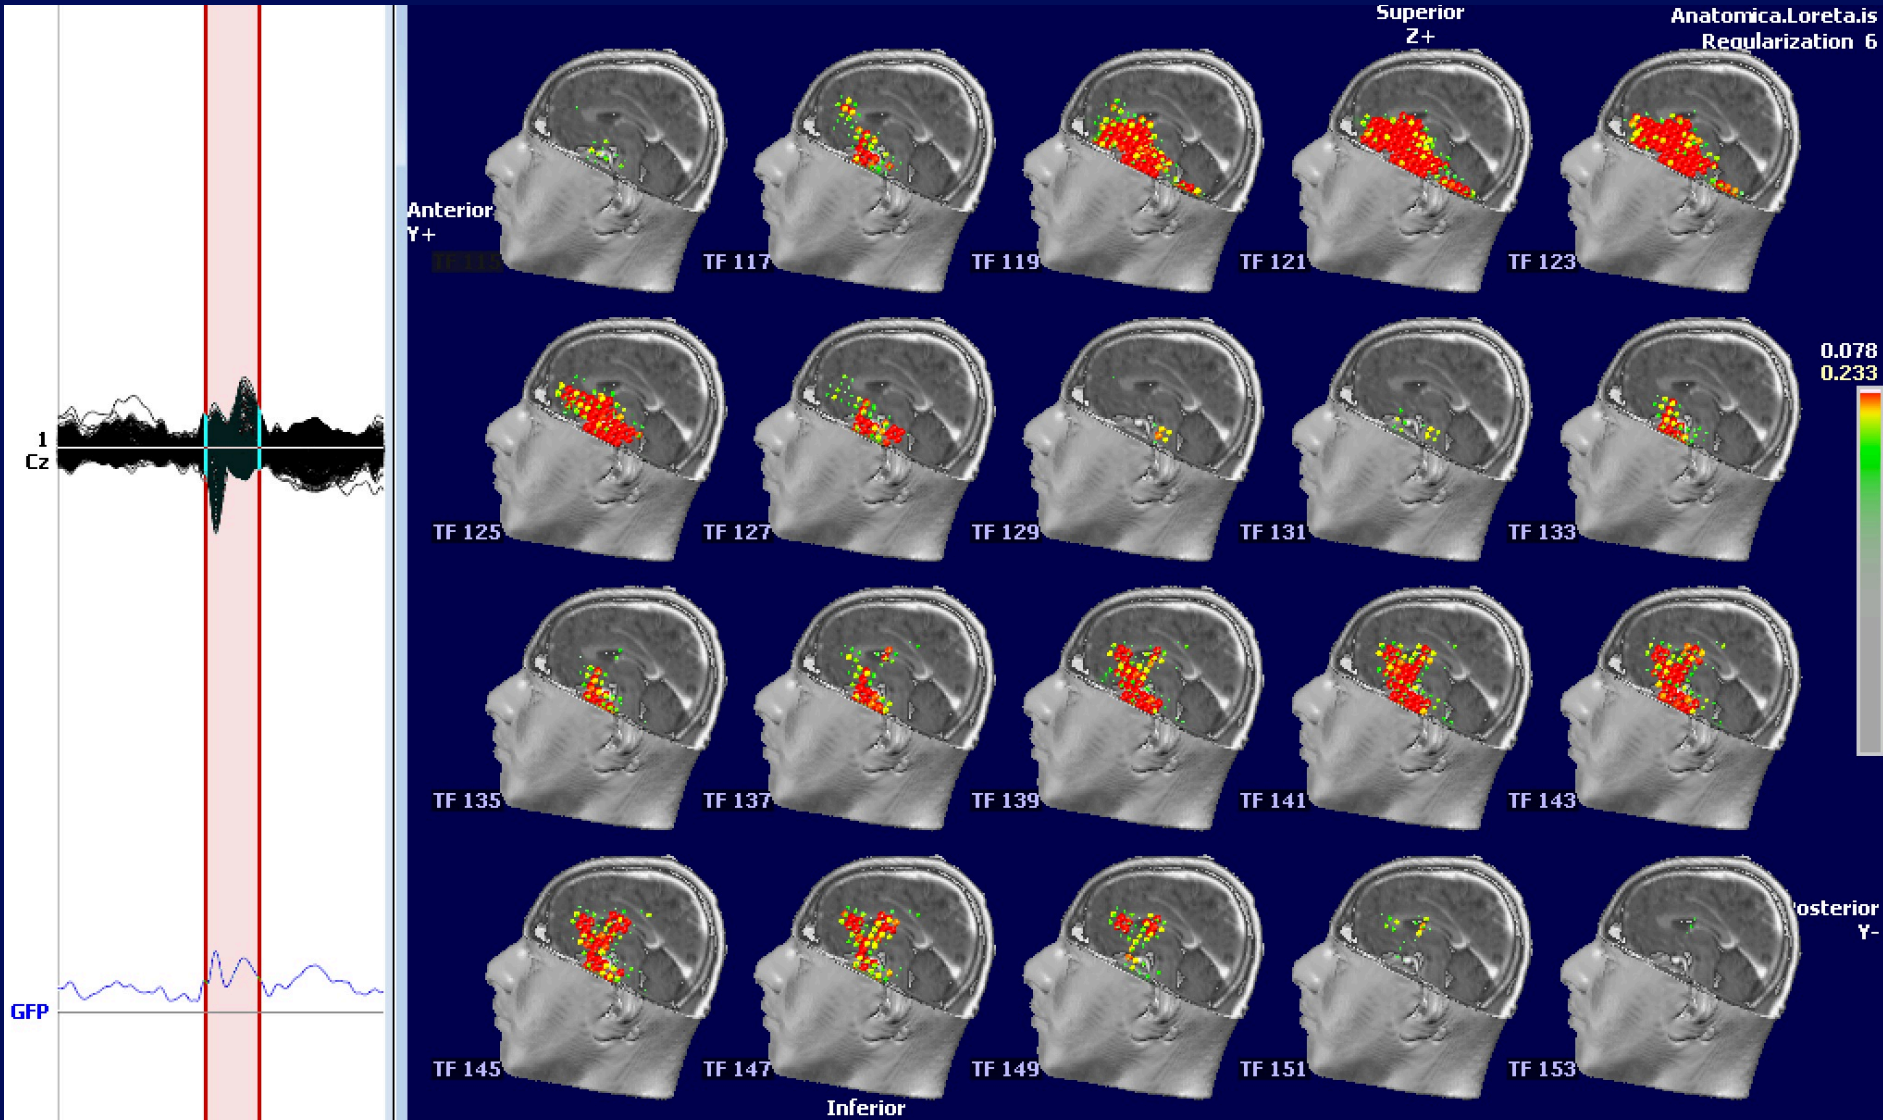 Superior
Z+
Anatomica.Loreta.is
Regularization 6
Anterior
Y+
TF 115
TF 117
TF 119
TF 121
TF 123
0.078
0.233
1
Cz
TF 125
TF 127
TF 129
TF 131
TF 133
TF 135
TF 137
TF 139
TF 141
TF 143
osterior
Y-
GFP
TF 145
TF 147
TF 149
TF 151
TF 153
Inferior